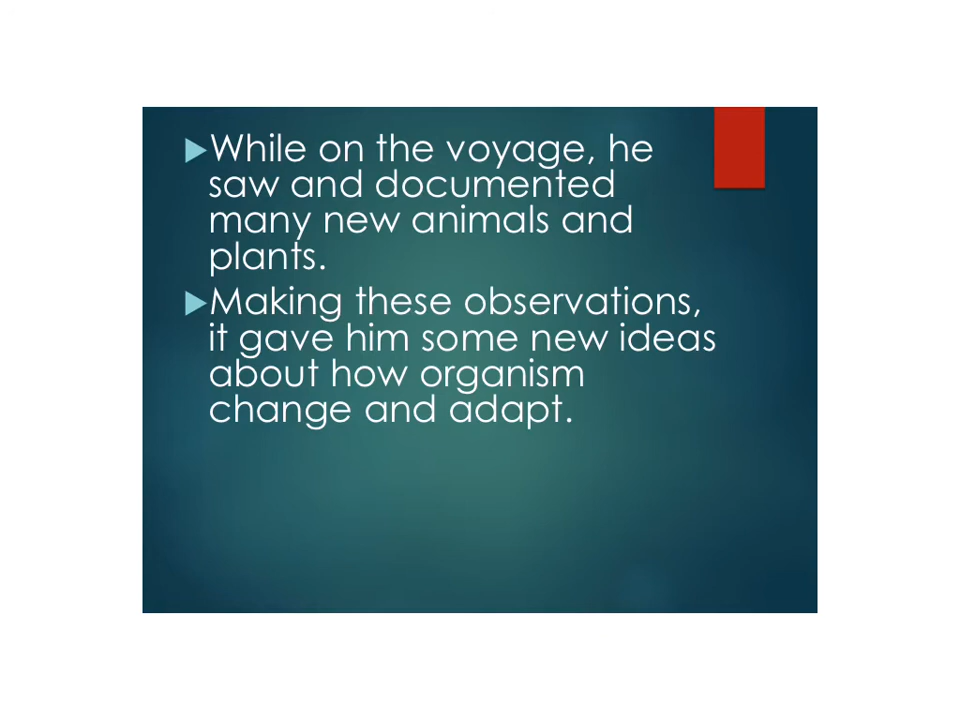 While on the voyage, he
saw and documented
many new animals and
plants.
Making these observations,
it gave him some new ideas
about how organism
change and adapt.